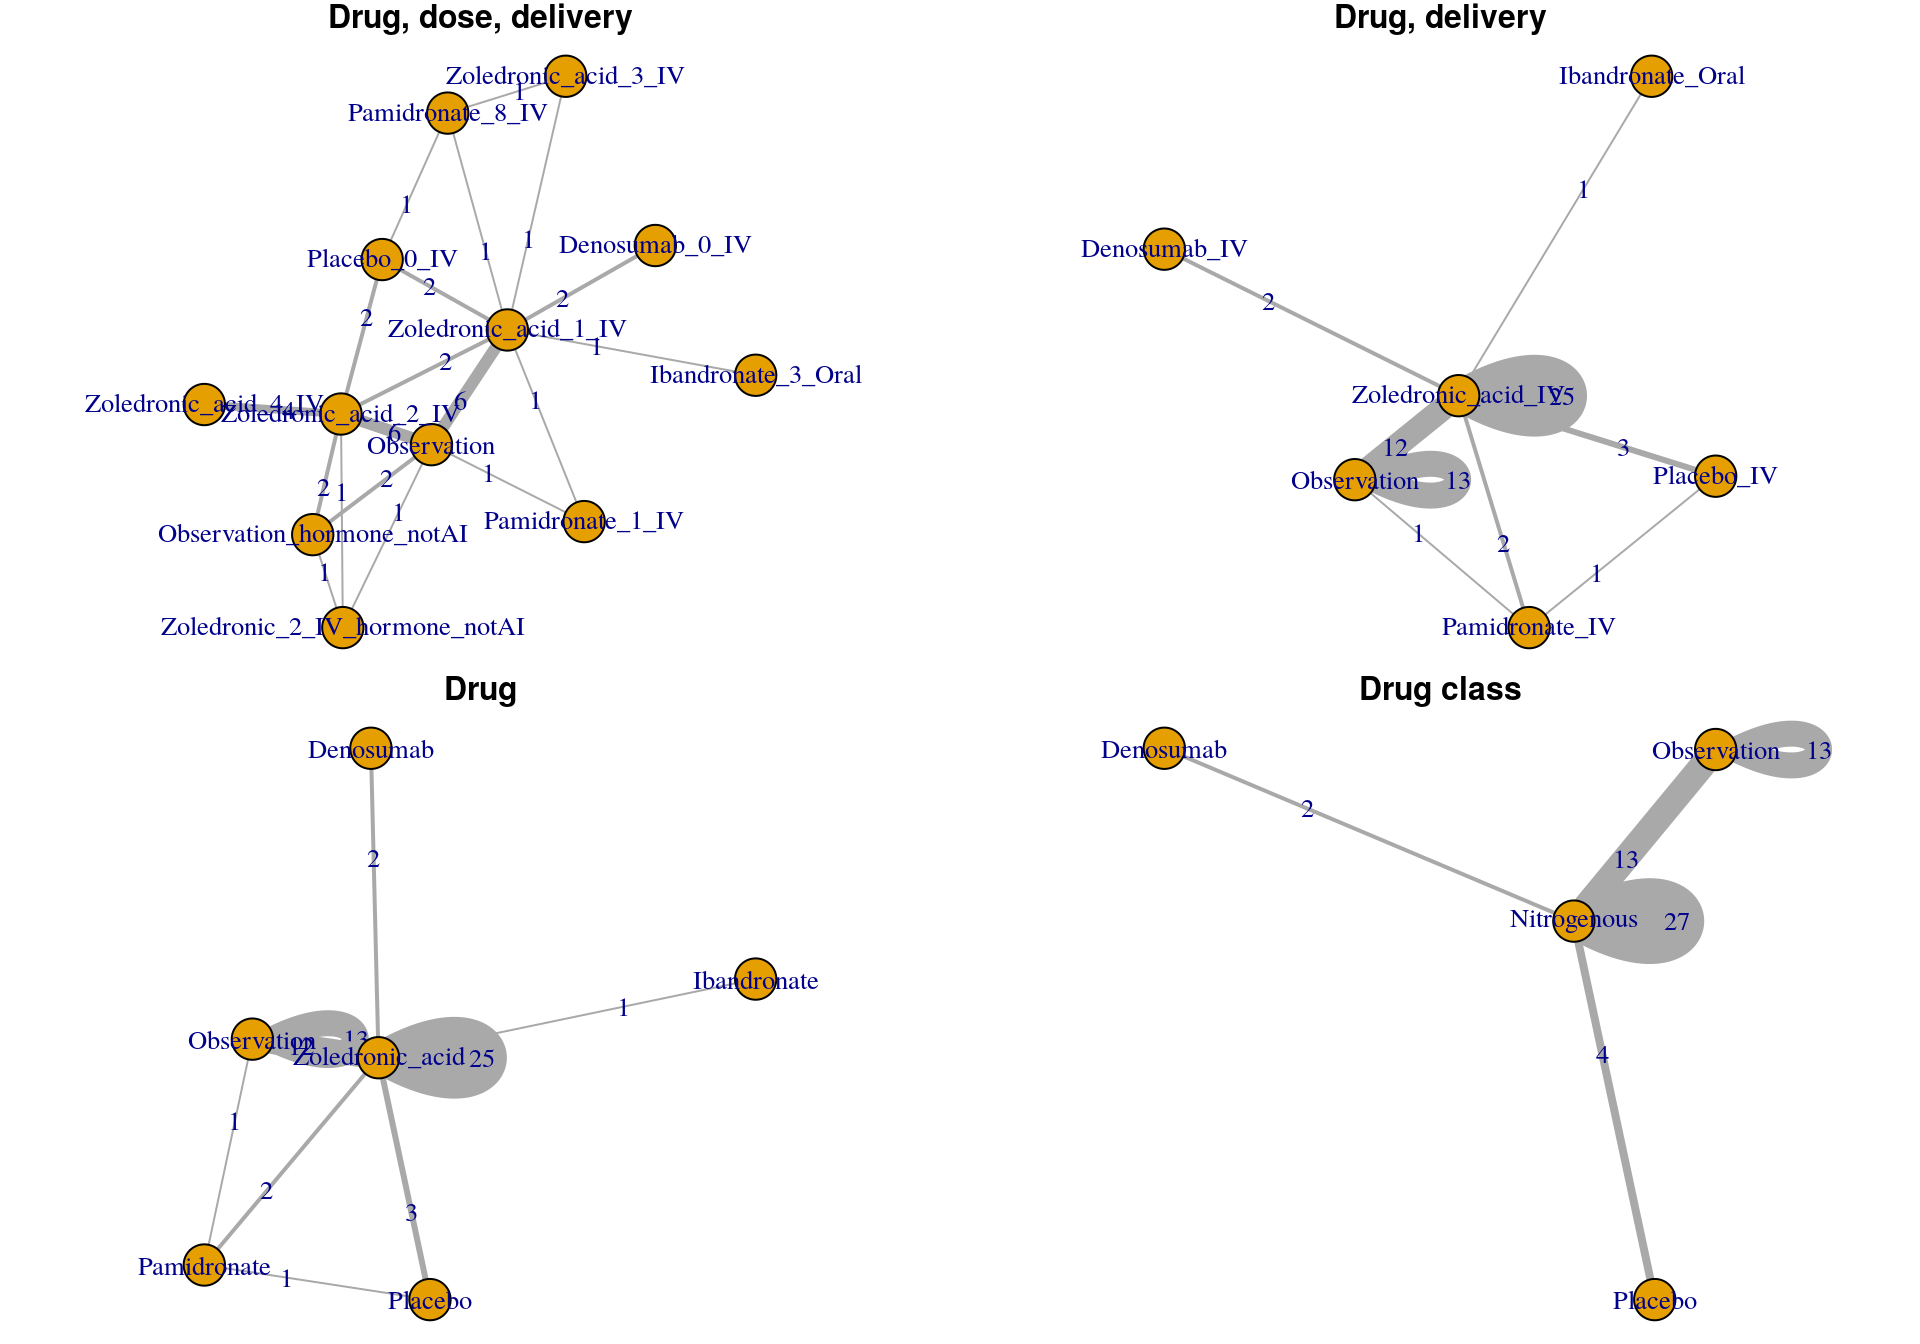 Drug, dose, delivery
Zoledronic_acid_3_IV
1
Pamidronate_8_IV
1
Denosumab_0_IV
1
1
Placebo_0_IV
2
2
2
Zoledronic_acid_1_IV
1
2
Ibandronate_3_Oral
Zoledronic_acid_4_IV
4
Zoledronic_acid_2_IV
6
1
6
Observation
2
1
2
1
1
Pamidronate_1_IV
Observation_hormone_notAI
1
Zoledronic_2_IV_hormone_notAI
Drug, delivery
Ibandronate_Oral
1
Denosumab_IV
2
Zoledronic_acid_IV
25
12
3
Observation
13
Placebo_IV
1
2
1
Pamidronate_IV
Drug
Denosumab
2
Ibandronate
1
Observation
12
13
Zoledronic_acid
25
1
2
3
Pamidronate
1
Placebo
Drug class
Denosumab
Observation
13
2
13
Nitrogenous
27
4
Placebo